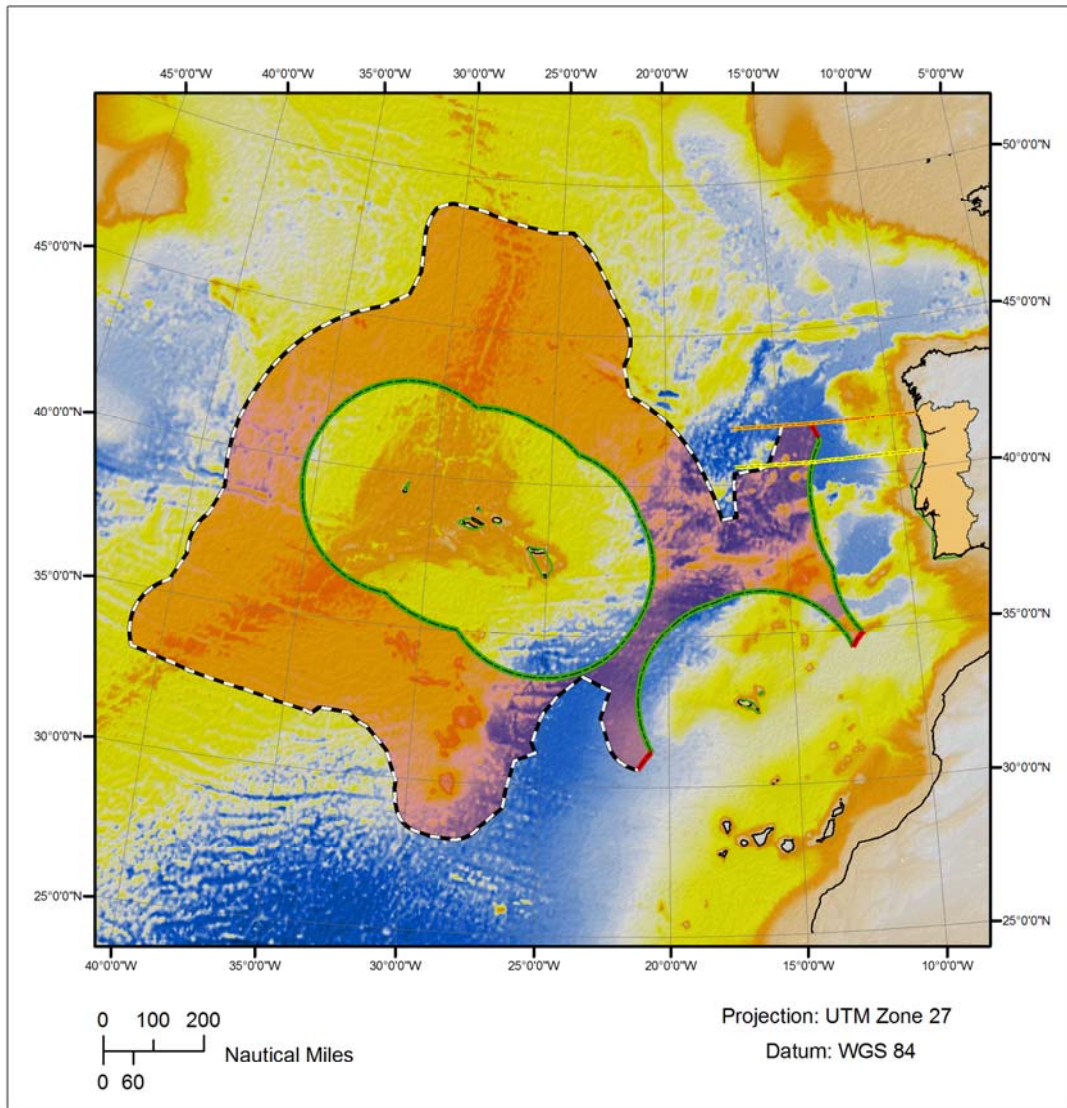 45°0'0"W 40°0'0"W 35°0'0"W 30°0'0"W 25°0'0"W 20°0'0"W 15°0'0"W 10°0'0"W 5°0'0"W
50°0'0"N
45°0'0"N 45°0'0"N
40°0'0"N 40°0'0"N
35°0'0"N 35°0'0"N
30°0'0"N 30°0'0"N
25°0'0"N 25°0'0"N
40°0'0"W 35°0'0"W 30°0'0"W 25°0'0"W 20°0'0"W 15°0'0"W 10°0'0"W
0 100 200 Projection: UTM Zone 27
Nautical Miles Datum: WGS 84
0 60